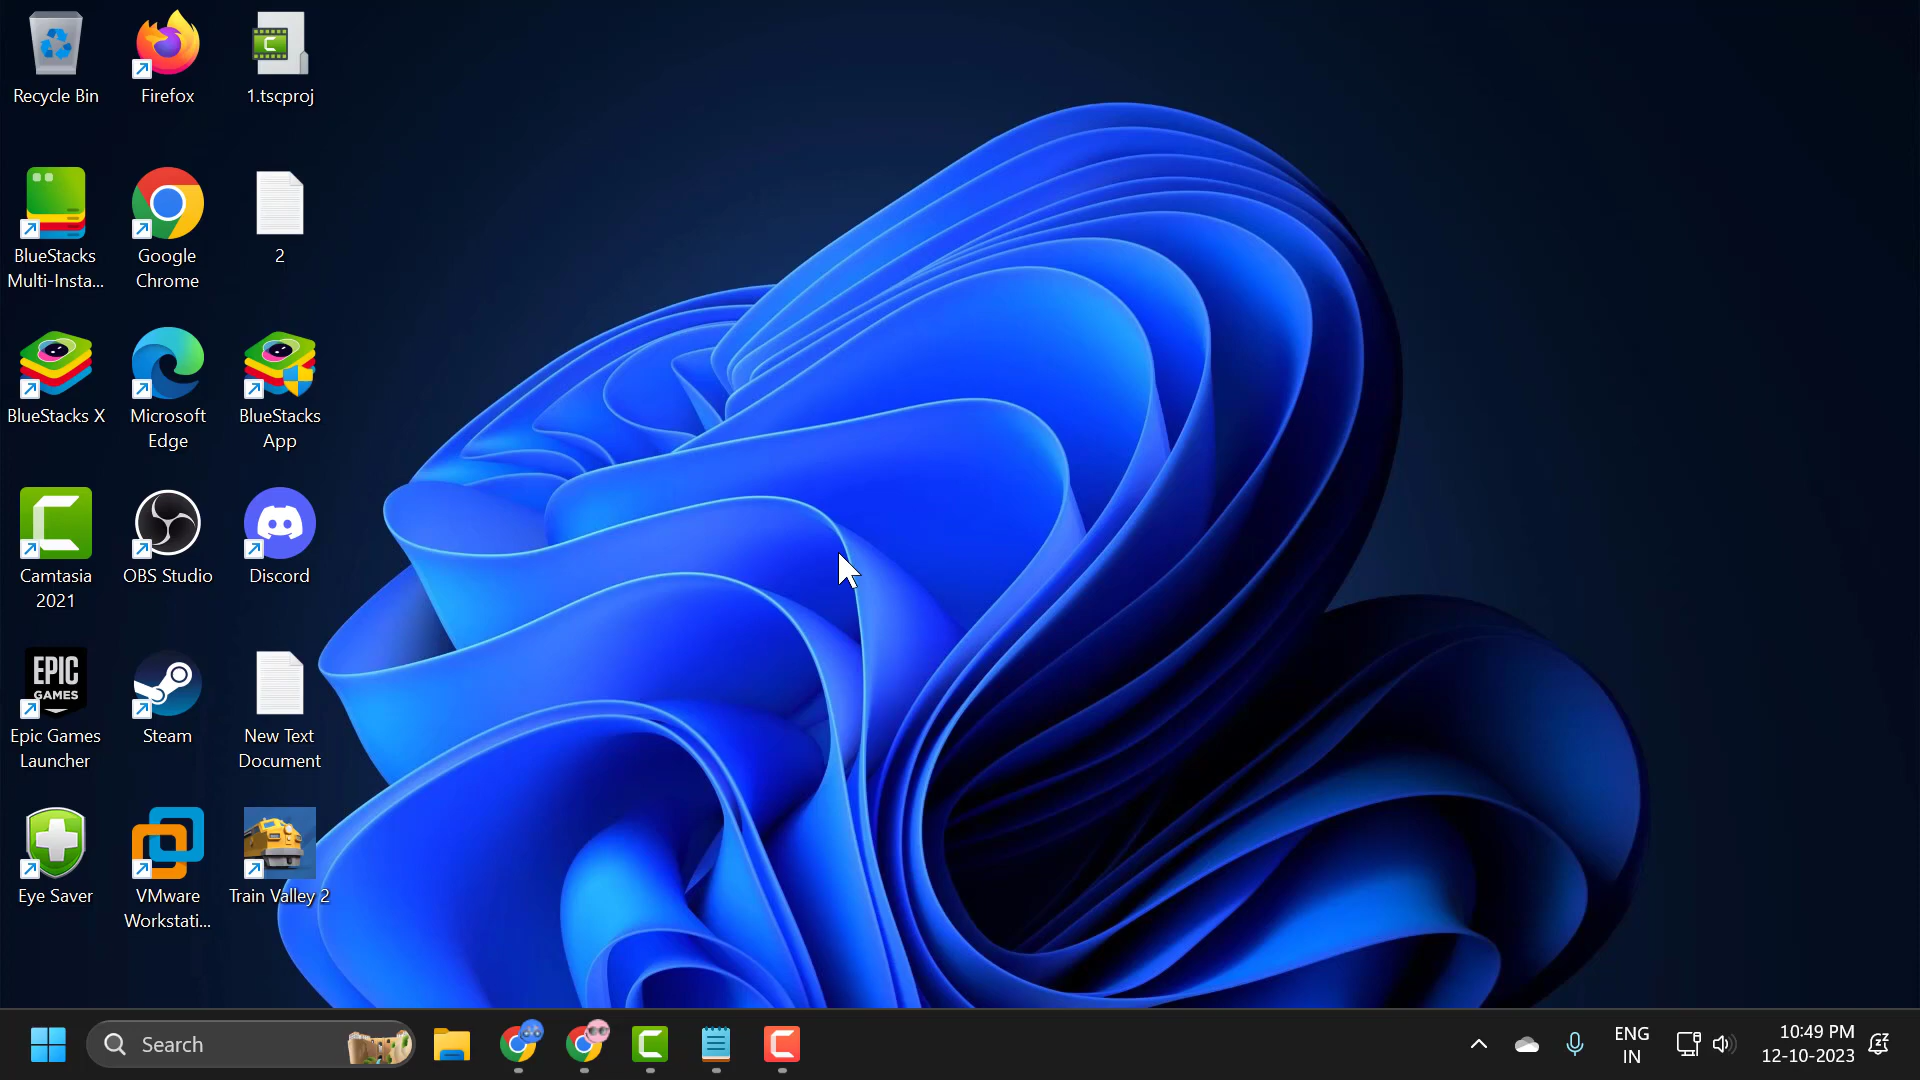 Recycle Bin
Firefox
1.tscproj
BlueStacks
Multi-Insta...
Google
Chrome
2
BlueStacks X
Microsoft
Edge
BlueStacks
App
Camtasia
2021
OBS Studio
Discord
EPIC
GAMES
Epic Games
Launcher
Steam
New Text
Document
Eye Saver
VMware
Workstati...
Train Valley 2
Search
ENG
IN
10:49 PM
12-10-2023